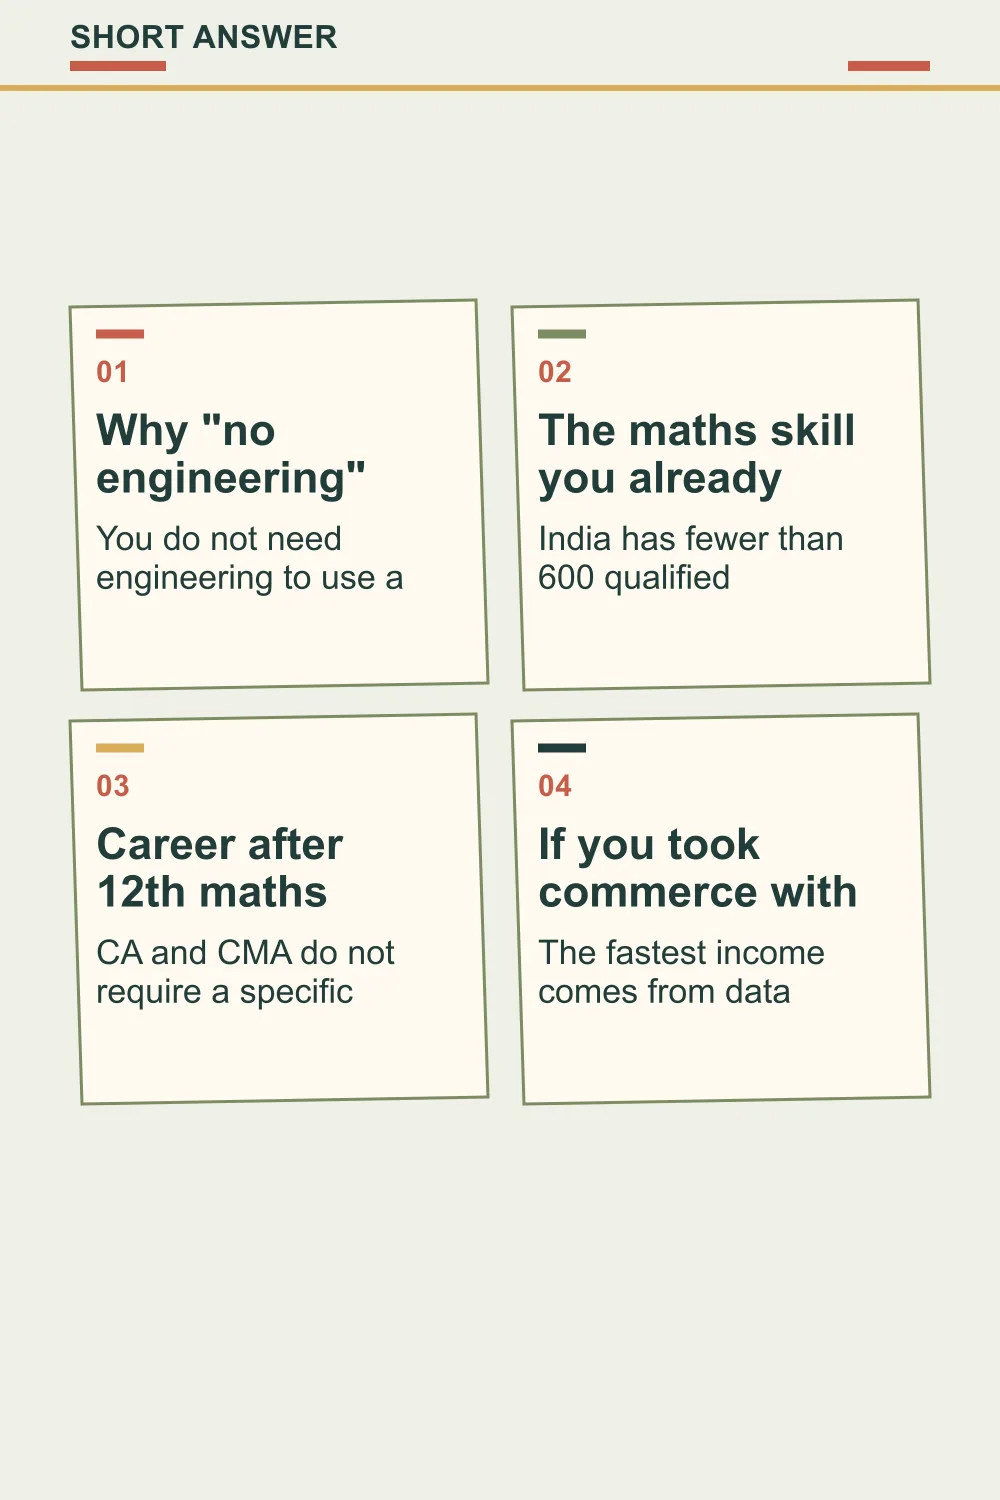 SHORT ANSWER
01
Why "no
engineering"
You do not need
engineering to use a
02
The maths skill
you already
India has fewer than
600 qualified
03
Career after
12th maths
CA and CMA do not
require a specific
04
If you took
commerce with
The fastest income
comes from data